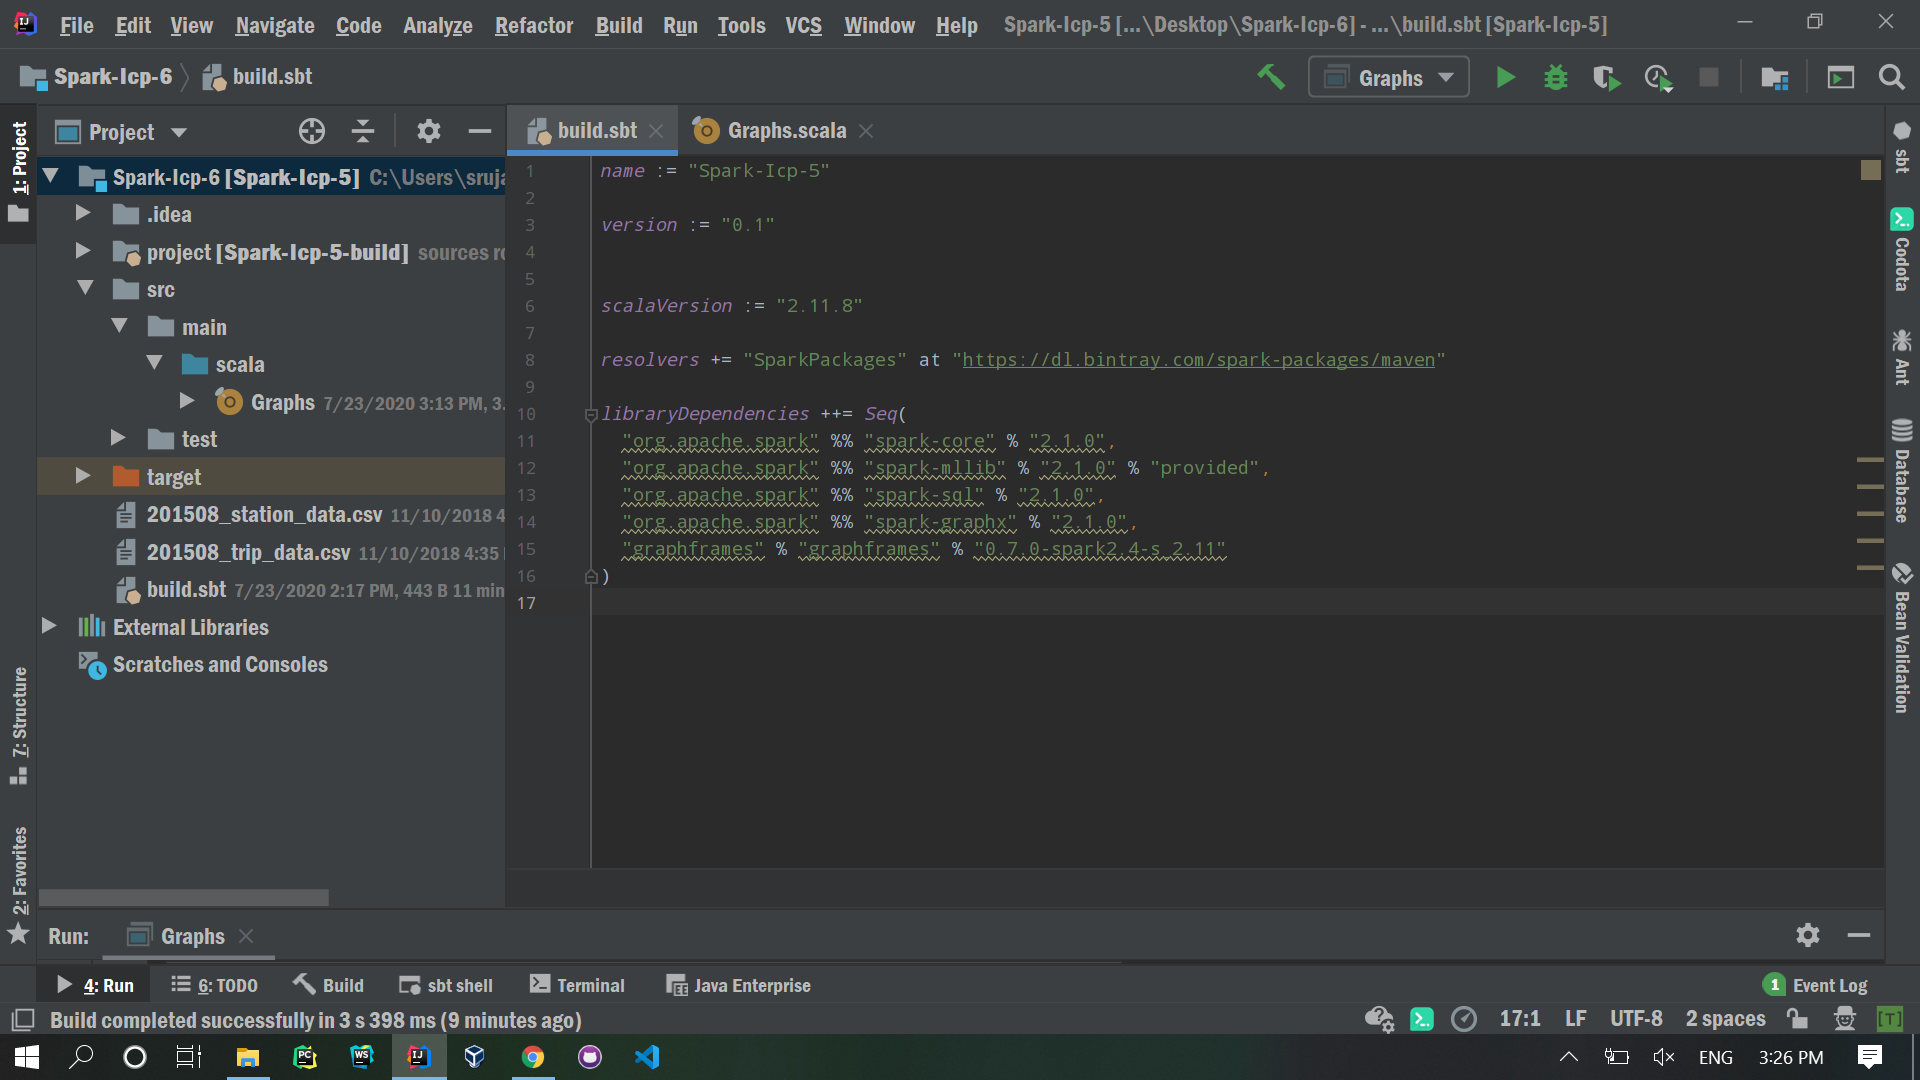 File Edit View Navigate Code Analyze Refactor Build Run Tools VCS Window Help Spark-Icp-5 [...\Desktop\Spark-Icp-6] - ...\build.sbt [Spark-Icp-5]
Spark-Icp-6 build.sbt Graphs
Project
build.sbt Graphs.scala
Spark-Icp-6 [Spark-Icp-5] C:\Users\sruja
.idea
project [Spark-Icp-5-build] sources ro
src
main
scala
Graphs 7/23/2020 3:13 PM, 3.
test
target
201508_station_data.csv 11/10/2018 4
201508_trip_data.csv 11/10/2018 4:35
build.sbt 7/23/2020 2:17 PM, 443 B 11 min
External Libraries
Scratches and Consoles
1 name := "Spark-Icp-5"
2
3 version := "0.1"
4
5
6 scalaVersion := "2.11.8"
7
8 resolvers += "SparkPackages" at "https://dl.bintray.com/spark-packages/maven"
9
10 libraryDependencies ++= Seq(
11 "org.apache.spark" %% "spark-core" % "2.1.0",
12 "org.apache.spark" %% "spark-mllib" % "2.1.0" % "provided",
13 "org.apache.spark" %% "spark-sql" % "2.1.0",
14 "org.apache.spark" %% "spark-graphx" % "2.1.0",
15 "graphframes" % "graphframes" % "0.7.0-spark2.4-s_2.11"
16 )
17
1: Project
7: Structure
2: Favorites
sbt
Codota
Ant
Database
Bean Validation
Run: Graphs
4: Run 6: TODO Build sbt shell Terminal Java Enterprise 1 Event Log
Build completed successfully in 3 s 398 ms (9 minutes ago) 17:1 LF UTF-8 2 spaces [T]
PC WS IJ ENG 3:26 PM